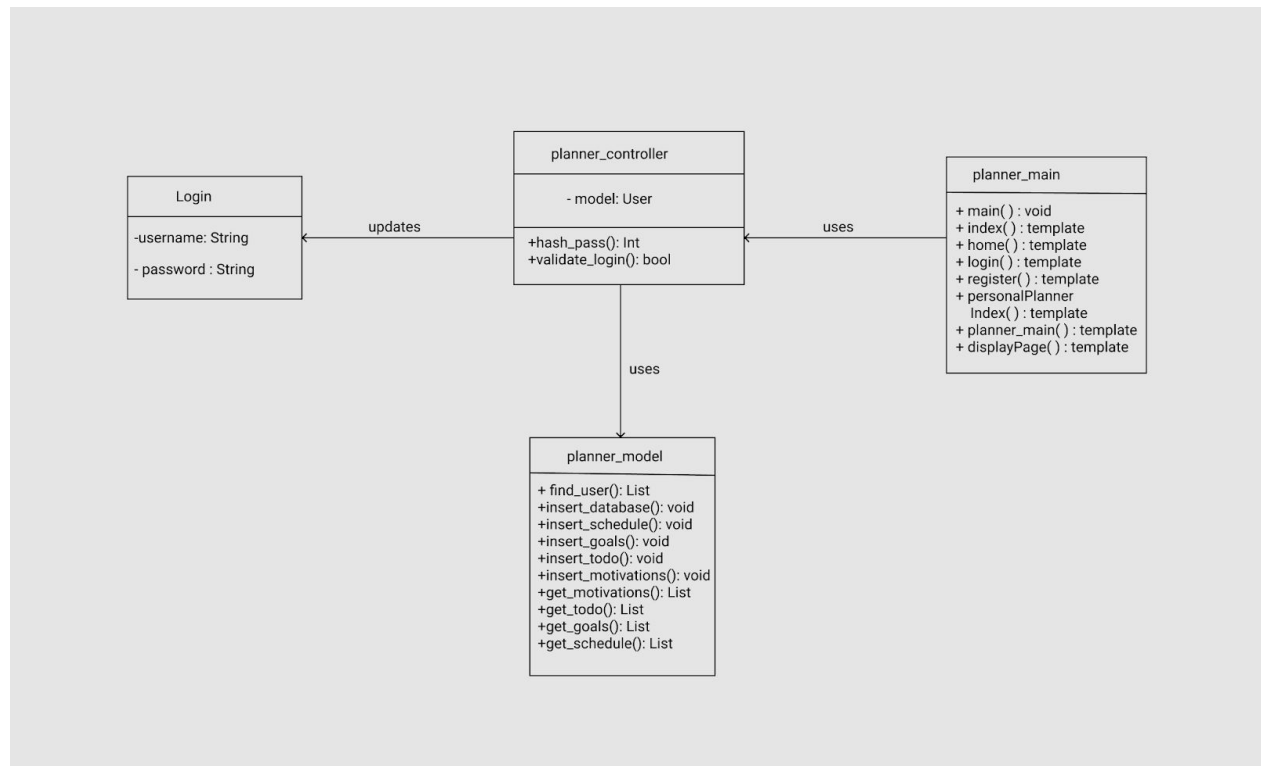 Login
-username: String
- password : String
updates
planner_controller
- model: User
+hash_pass(): Int
+validate_login(): bool
uses
planner_main
+ main( ) : void
+ index( ) : template
+ home( ) : template
+ login( ) : template
+ register( ) : template
+ personalPlanner
Index( ) : template
+ planner_main( ) : template
+ displayPage( ) : template
uses
planner_model
+ find_user(): List
+insert_database(): void
+insert_schedule(): void
+insert_goals(): void
+insert_todo(): void
+insert_motivations(): void
+get_motivations(): List
+get_todo(): List
+get_goals(): List
+get_schedule(): List